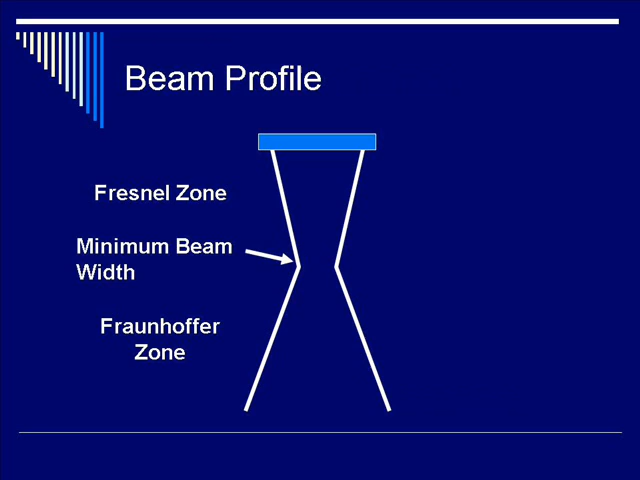 Beam Profile
Fresnel Zone
Minimum Beam
Width
Fraunhoffer
Zone